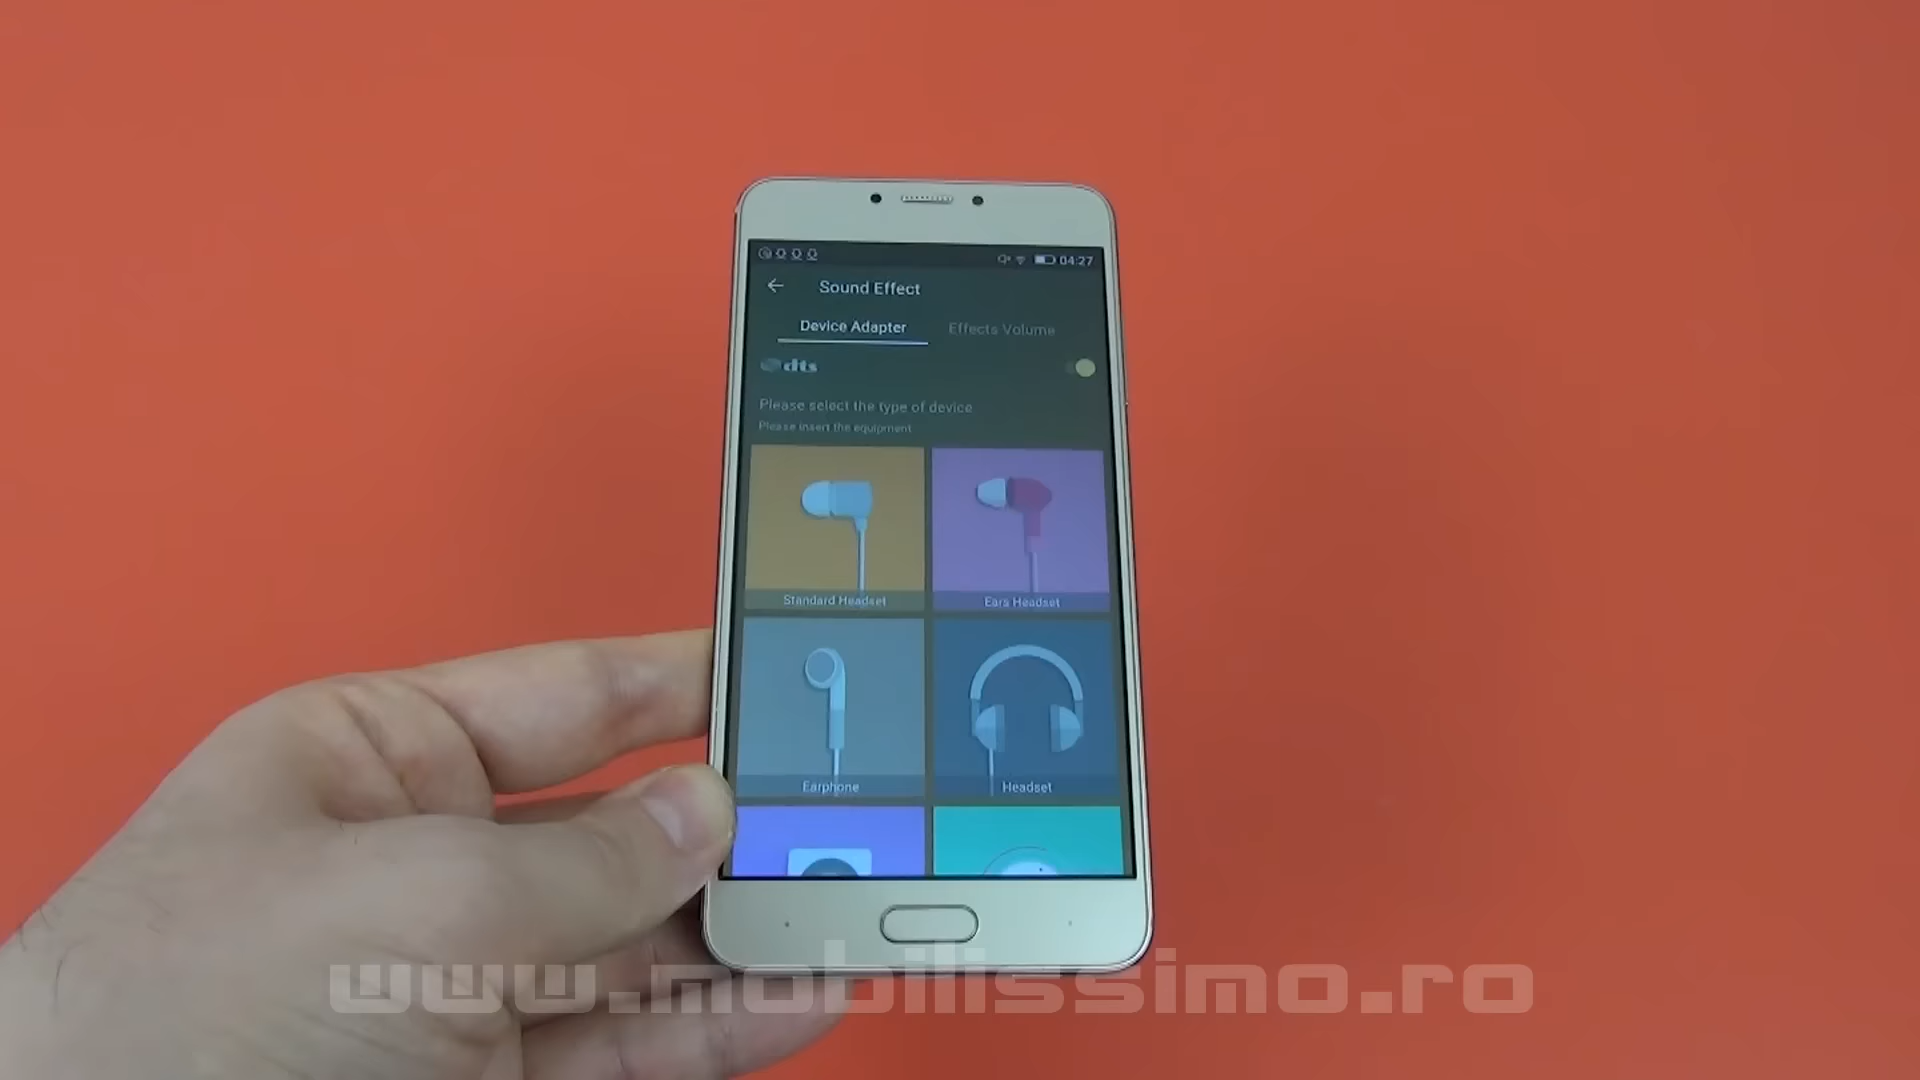 04:27
Sound Effect
Device Adapter
Effects Volume
dts
Please select the type of device
Please insert the equipment
Standard Headset
Ears Headset
Earphone
Headset
www.mobilissimo.ro